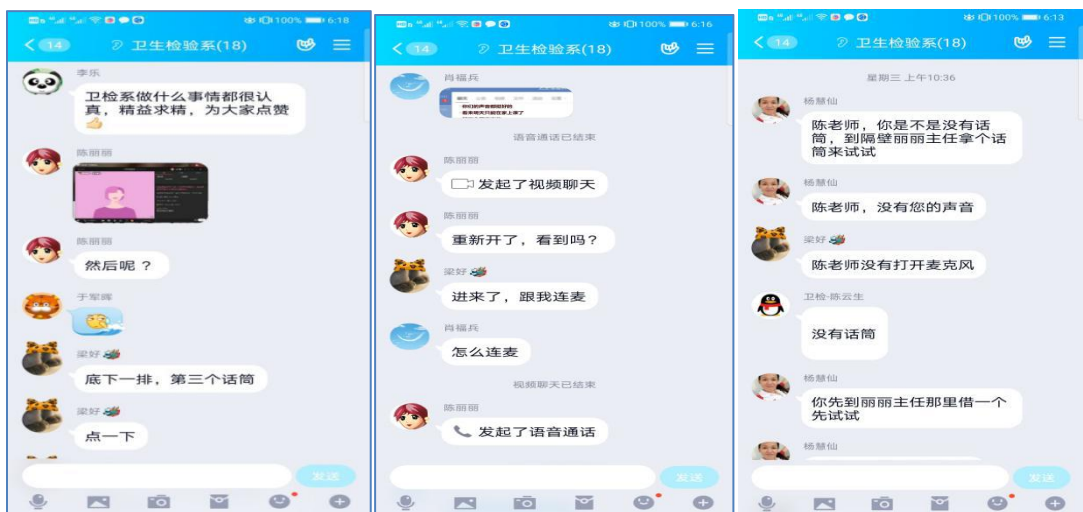 100% 6:18
14 卫生检验系(18)
李乐
卫检系做什么事情都很认
真，精益求精，为大家点赞
陈丽丽
陈丽丽
然后呢？
于军晖
梁好
底下一排，第三个话筒
梁好
点一下
发送
100% 6:16
14 卫生检验系(18)
肖福兵
语音通话已结束
陈丽丽
发起了视频聊天
陈丽丽
重新开了，看到吗？
梁好
进来了，跟我连麦
肖福兵
怎么连麦
视频聊天已结束
陈丽丽
发起了语音通话
发送
100% 6:13
14 卫生检验系(18)
星期三 上午10:36
杨慧仙
陈老师，你是不是没有话
筒，到隔壁丽丽主任拿个话
筒来试试
杨慧仙
陈老师，没有您的声音
梁好
陈老师没有打开麦克风
卫检-陈云生
没有话筒
杨慧仙
你先到丽丽主任那里借一个
先试试
杨慧仙
发送